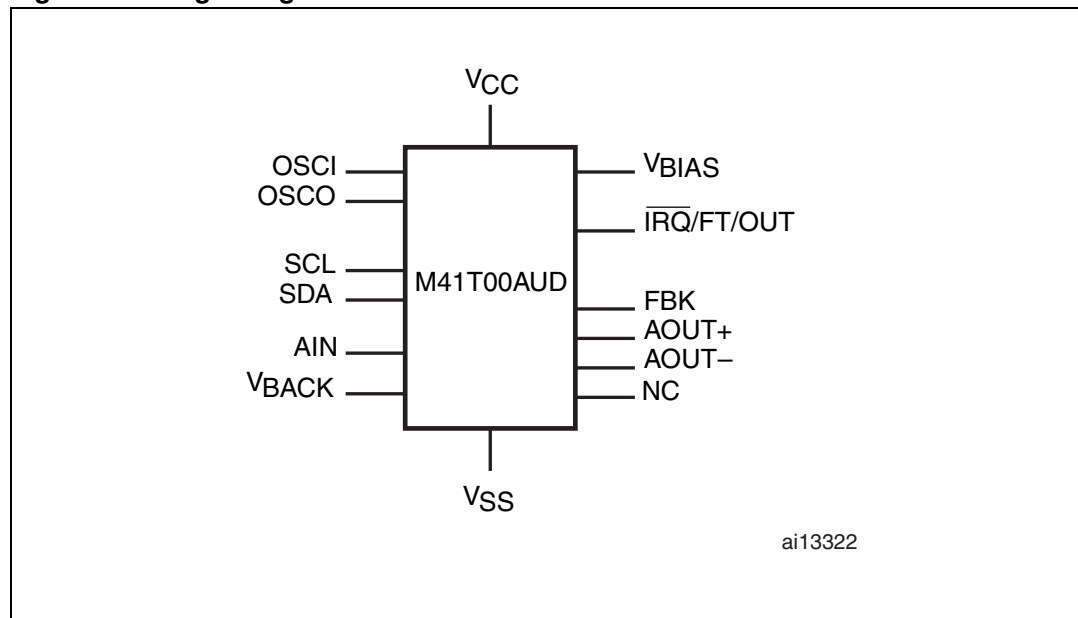 VCC
OSCI
OSCO
SCL
SDA
AIN
VBACK
M41T00AUD
VBIAS
IRQ/FT/OUT
FBK
AOUT+
AOUT–
NC
VSS
ai13322